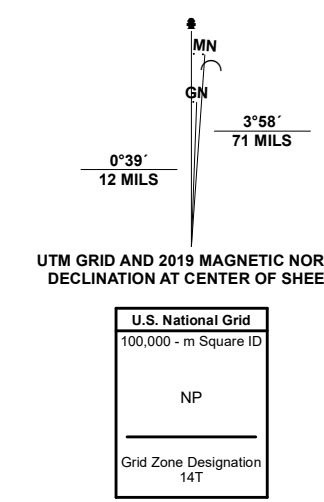 MN
GN
3°58´
71 MILS
0°39´
12 MILS
UTM GRID AND 2019 MAGNETIC NOR
DECLINATION AT CENTER OF SHEE
U.S. National Grid
100,000 - m Square ID
NP
Grid Zone Designation
14T